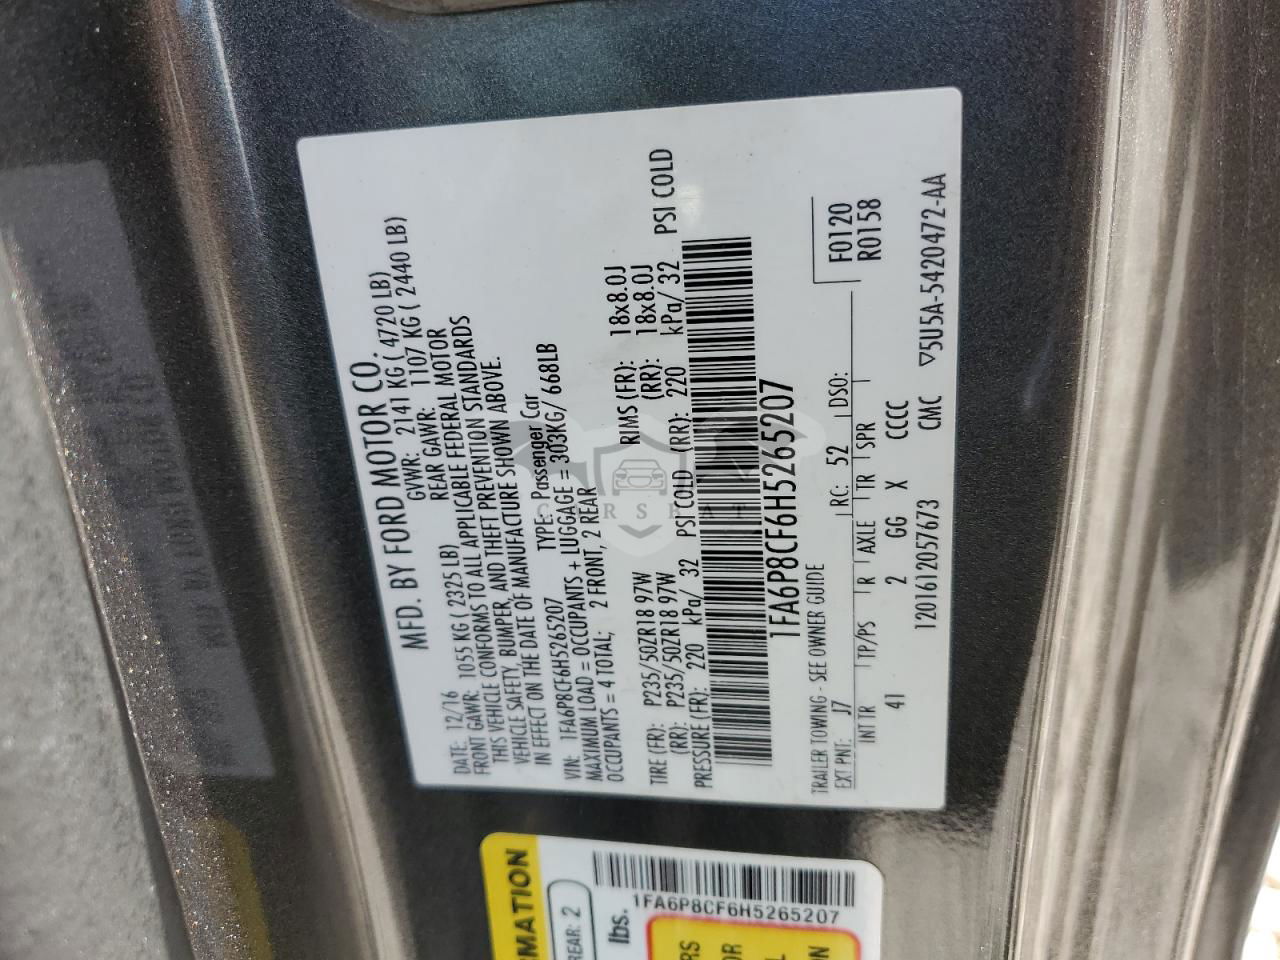 MFD. BY FORD MOTOR CO.
DATE: 12/16 GVWR: 2141 KG ( 4720 LB)
FRONT GAWR: 1055 KG ( 2325 LB) REAR GAWR: 1107 KG ( 2440 LB)
THIS VEHICLE CONFORMS TO ALL APPLICABLE FEDERAL MOTOR
VEHICLE SAFETY, BUMPER, AND THEFT PREVENTION STANDARDS
IN EFFECT ON THE DATE OF MANUFACTURE SHOWN ABOVE.
VIN: 1FA6P8CF6H5265207 TYPE: Passenger Car
MAXIMUM LOAD = OCCUPANTS + LUGGAGE = 303KG/ 668LB
OCCUPANTS = 4 TOTAL; 2 FRONT, 2 REAR
TIRE (FR): P235/50ZR18 97W RIMS (FR): 18x8.0J
(RR): P235/50ZR18 97W (RR): 18x8.0J
PRESSURE (FR): 220 kPa/ 32 PSI COLD (RR): 220 kPa/ 32 PSI COLD
1FA6P8CF6H5265207
TRAILER TOWING - SEE OWNER GUIDE
F0120
R0158
EXT PNT: J7 RC: 52 DSO:
INT TR TP/PS R AXLE TR SPR
41 2 GG X CCCC
1201612057673 CMC ▽5U5A-5420472-AA
CARSBAT
RMATION
REAR: 2
lbs.
1FA6P8CF6H5265207